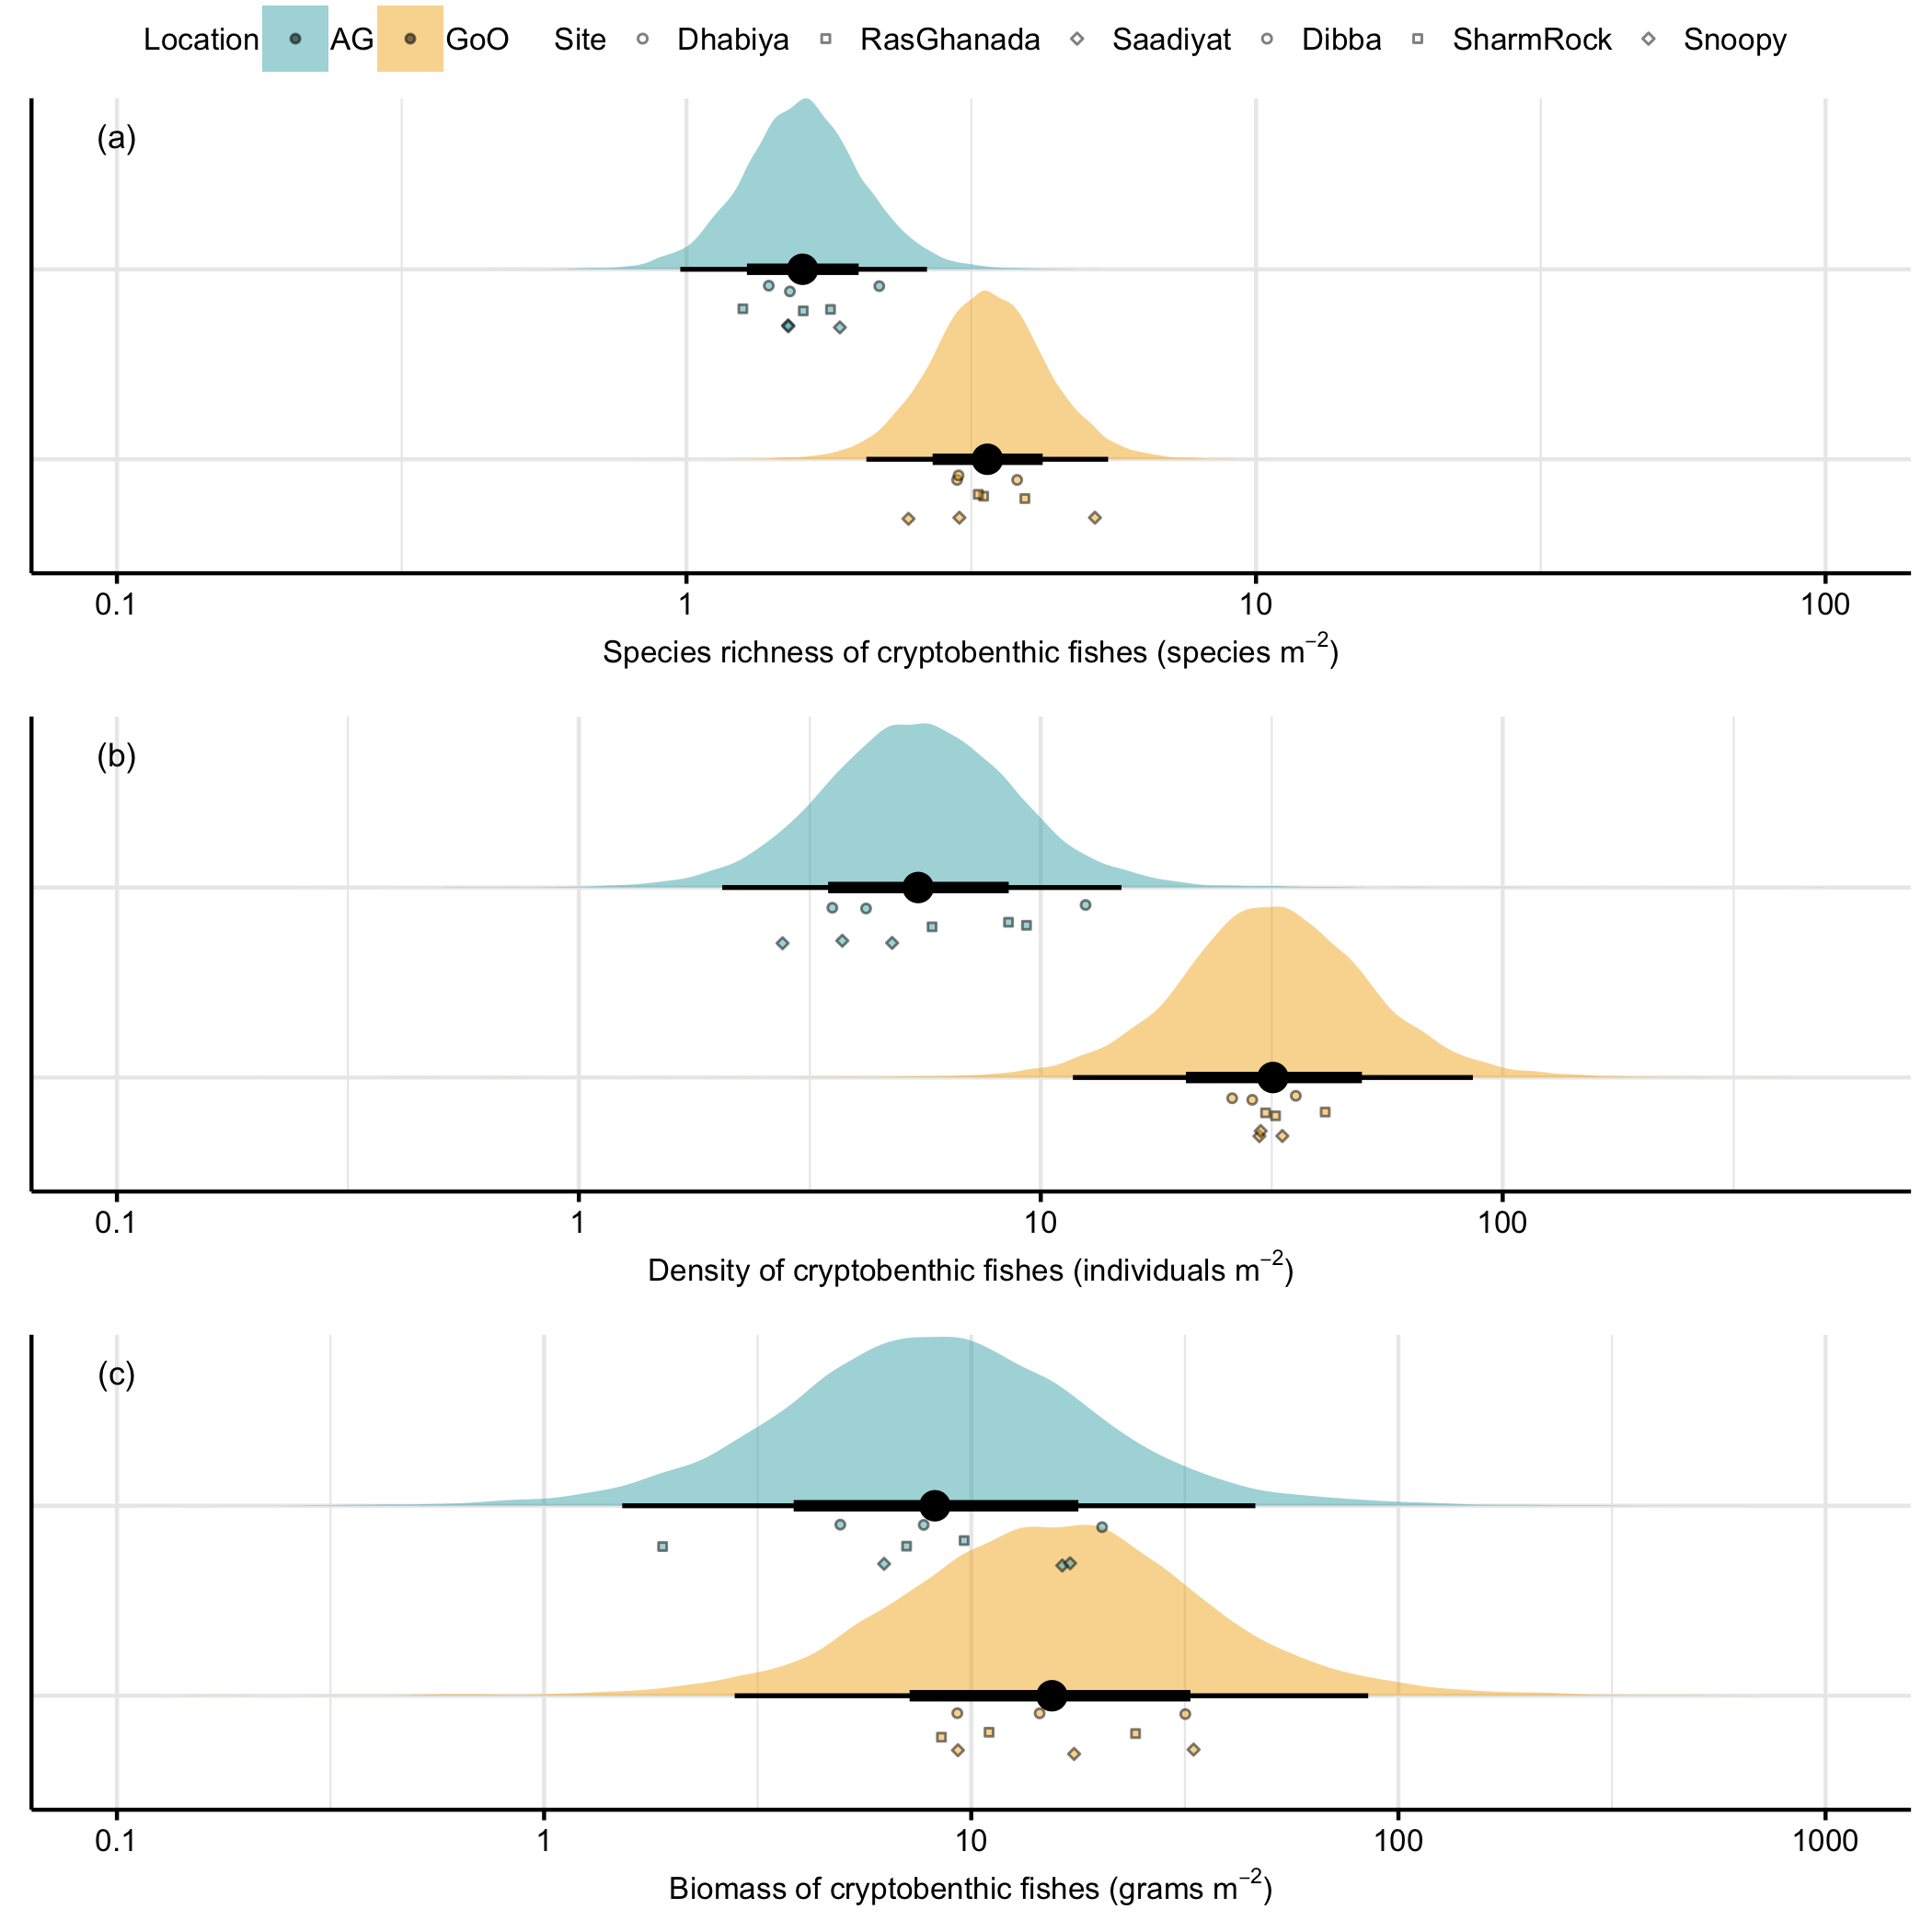 Location AG GoO Site Dhabiya RasGhanada Saadiyat Dibba SharmRock Snoopy
(a)
0.1 1 10 100
Species richness of cryptobenthic fishes (species m⁻²)
(b)
0.1 1 10 100
Density of cryptobenthic fishes (individuals m⁻²)
(c)
0.1 1 10 100 1000
Biomass of cryptobenthic fishes (grams m⁻²)